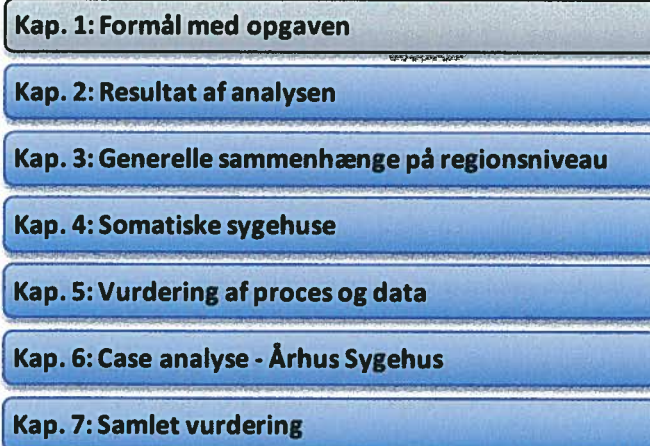 Kap. 1: Formål med opgaven
Kap. 2: Resultat af analysen
Kap. 3: Generelle sammenhænge på regionsniveau
Kap. 4: Somatiske sygehuse
Kap. 5: Vurdering af proces og data
Kap. 6: Case analyse - Århus Sygehus
Kap. 7: Samlet vurdering